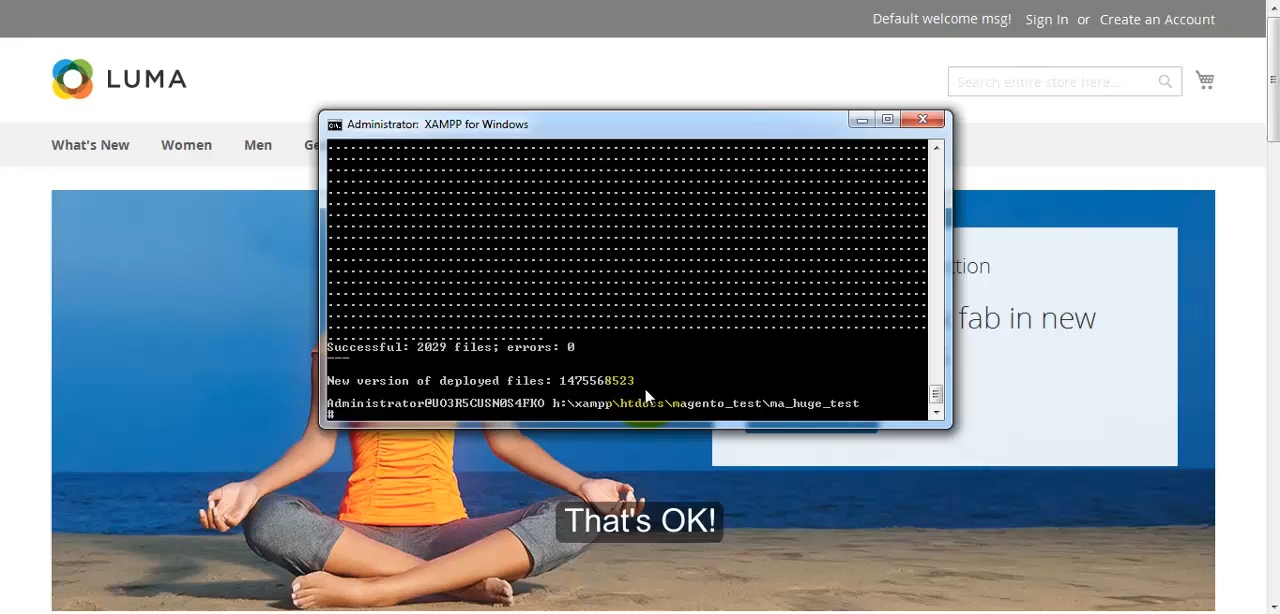 Default welcome msg! Sign In or Create an Account
LUMA
Search entire store here...
Administrator: XAMPP for Windows
What's New Women Men Ge
Successful: 2029 files; errors: 0
---
New version of deployed files: 1475568523
Administrator@UO3R5CUSN0S4FKO h:\xampp\htdocs\magento_test\ma_huge_test
#
ction
fab in new
That's OK!